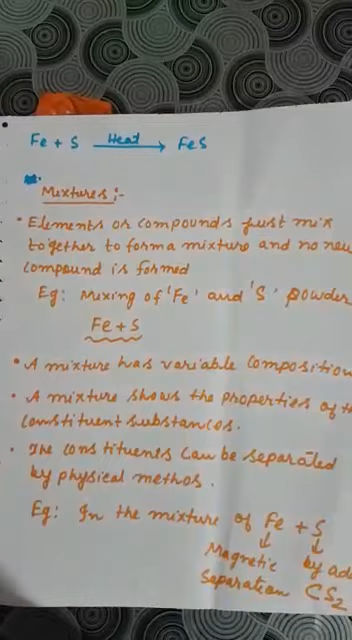 Fe + S Heat → FeS
Mixtures :-
• Elements or compounds just mix
together to form a mixture and no new
compound is formed
Eg: Mixing of 'Fe' and 'S' powder
Fe + S
• A mixture has variable composition
• A mixture shows the properties of the
constituent substances.
• The constituents can be separated
by physical methos.
Eg: In the mixture of Fe + S
↓ ↓
Magnetic by ad
separation CS2